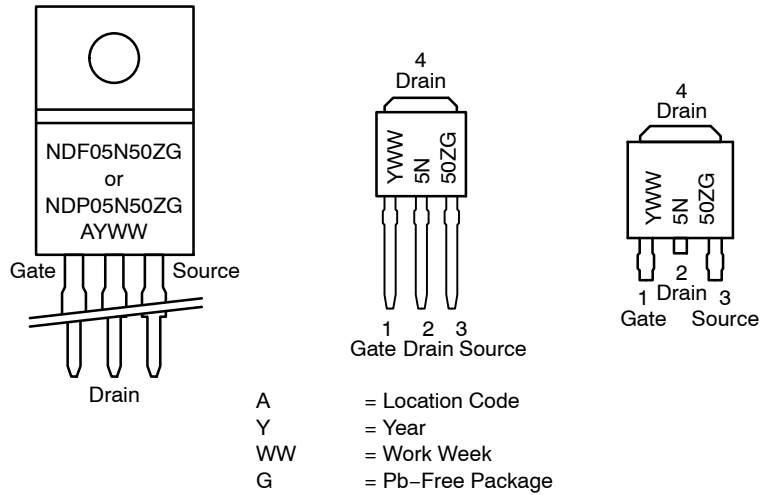 NDF05N50ZG
or
NDP05N50ZG
AYWW
Gate
Source
Drain
4
Drain
YWW
5N
50ZG
1 2 3
Gate Drain Source
4
Drain
YWW
5N
50ZG
2
1 Drain 3
Gate Source
A = Location Code
Y = Year
WW = Work Week
G = Pb−Free Package